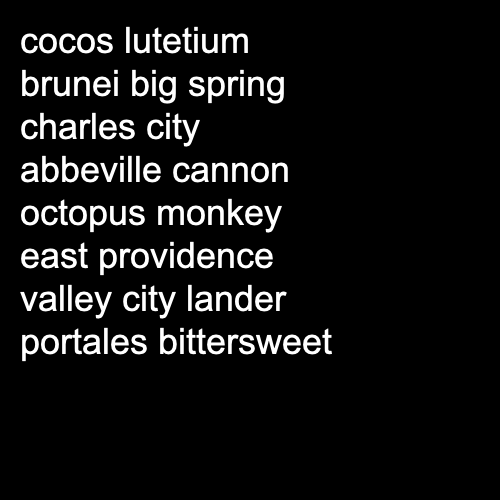 cocos lutetium
brunei big spring
charles city
abbeville cannon
octopus monkey
east providence
valley city lander
portales bittersweet